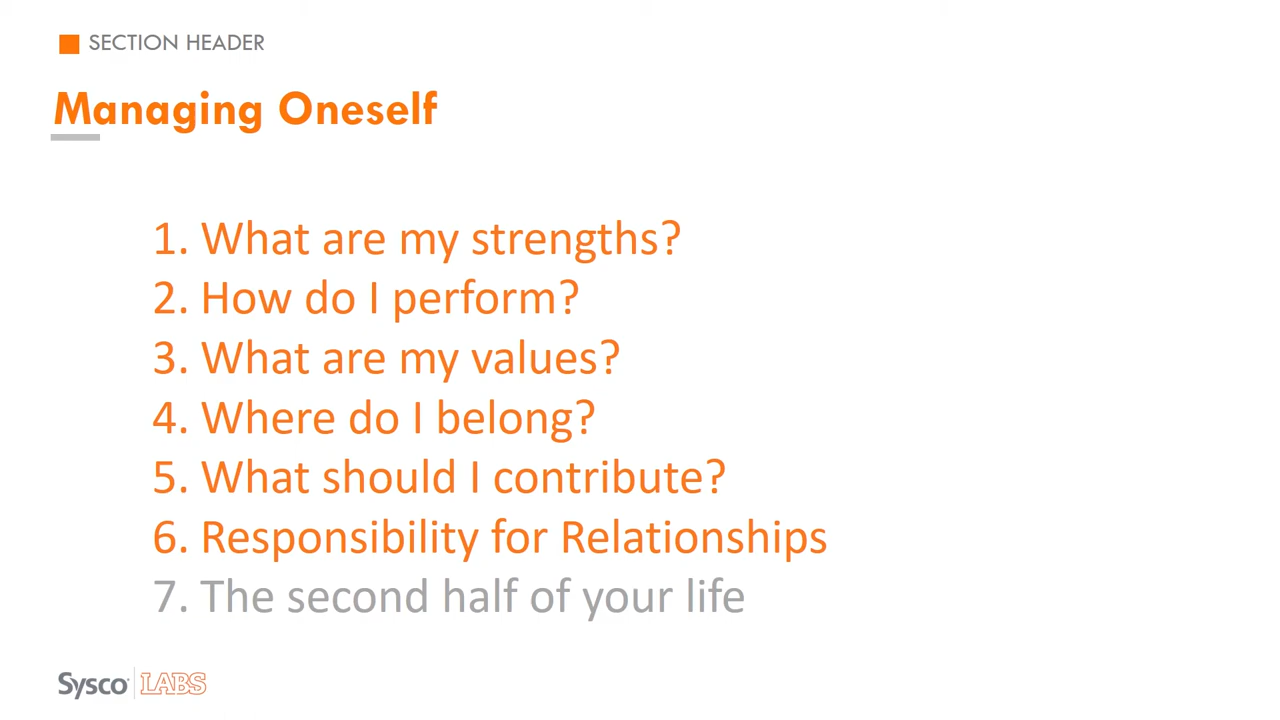 SECTION HEADER
Managing Oneself
1. What are my strengths?
2. How do I perform?
3. What are my values?
4. Where do I belong?
5. What should I contribute?
6. Responsibility for Relationships
7. The second half of your life
Sysco LABS